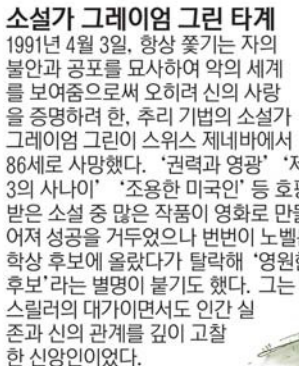 소설가 그레이엄 그린 타계
1991년 4월 3일, 항상 쫓기는 자의
불안과 공포를 묘사하여 악의 세계
를 보여줌으로써 오히려 신의 사랑
을 증명하려 한, 추리 기법의 소설가
그레이엄 그린이 스위스 제네바에서
86세로 사망했다. ‘권력과 영광’ ‘제
3의 사나이’ ‘조용한 미국인’ 등 호평
받은 소설 중 많은 작품이 영화로 만들
어져 성공을 거두었으나 번번이 노벨문
학상 후보에 올랐다가 탈락해 ‘영원한
후보’라는 별명이 붙기도 했다. 그는
스릴러의 대가이면서도 인간 실
존과 신의 관계를 깊이 고찰
한 신앙인이었다.